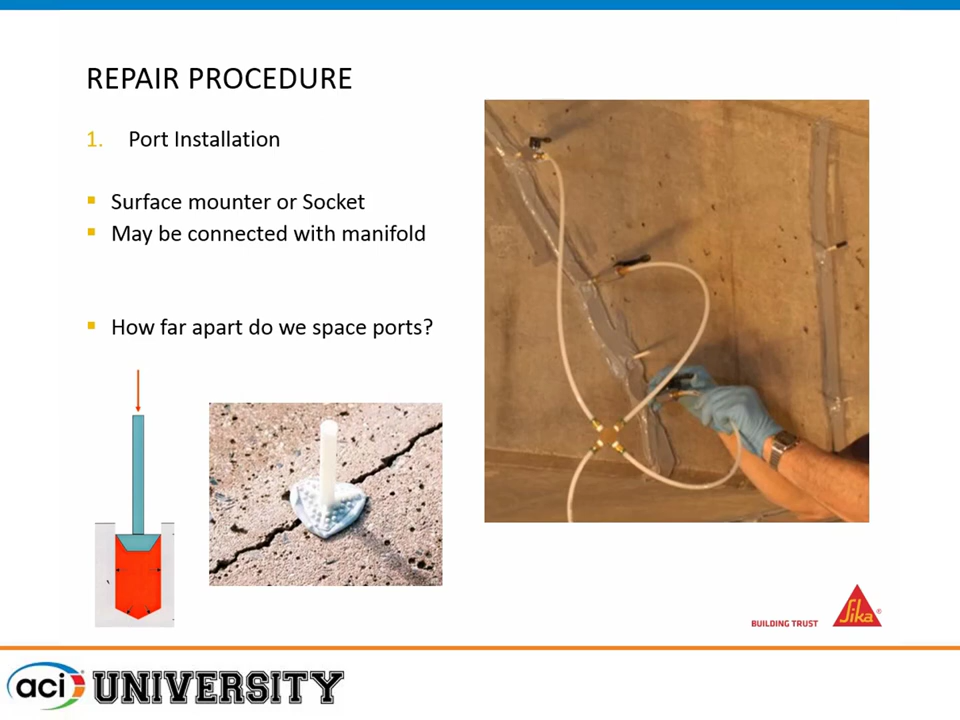 REPAIR PROCEDURE
1. Port Installation
▪ Surface mounter or Socket
▪ May be connected with manifold
▪ How far apart do we space ports?
BUILDING TRUST
Sika®
aci UNIVERSITY